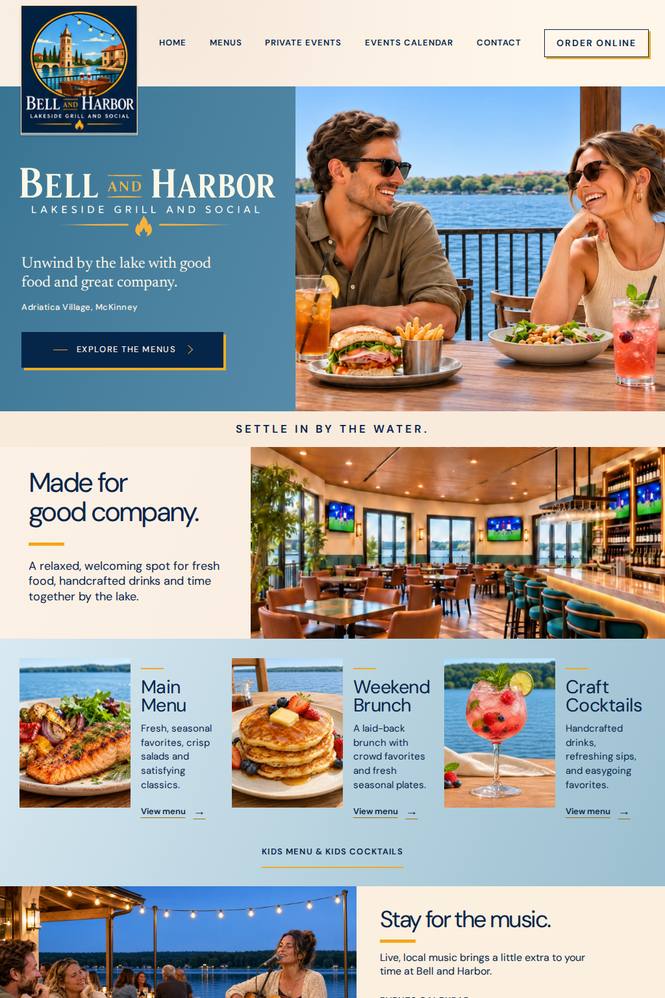 BELL AND HARBOR
LAKESIDE GRILL AND SOCIAL
HOME MENUS PRIVATE EVENTS EVENTS CALENDAR CONTACT ORDER ONLINE
BELL AND HARBOR
LAKESIDE GRILL AND SOCIAL
Unwind by the lake with good
food and great company.
Adriatica Village, McKinney
EXPLORE THE MENUS
SETTLE IN BY THE WATER.
Made for
good company.
A relaxed, welcoming spot for fresh
food, handcrafted drinks and time
together by the lake.
Main
Menu
Fresh, seasonal
favorites, crisp
salads and
satisfying
classics.
View menu →
Weekend
Brunch
A laid-back
brunch with
crowd favorites
and fresh
seasonal plates.
View menu →
Craft
Cocktails
Handcrafted
drinks,
refreshing sips,
and easygoing
favorites.
View menu →
KIDS MENU & KIDS COCKTAILS
Stay for the music.
Live, local music brings a little extra to your
time at Bell and Harbor.